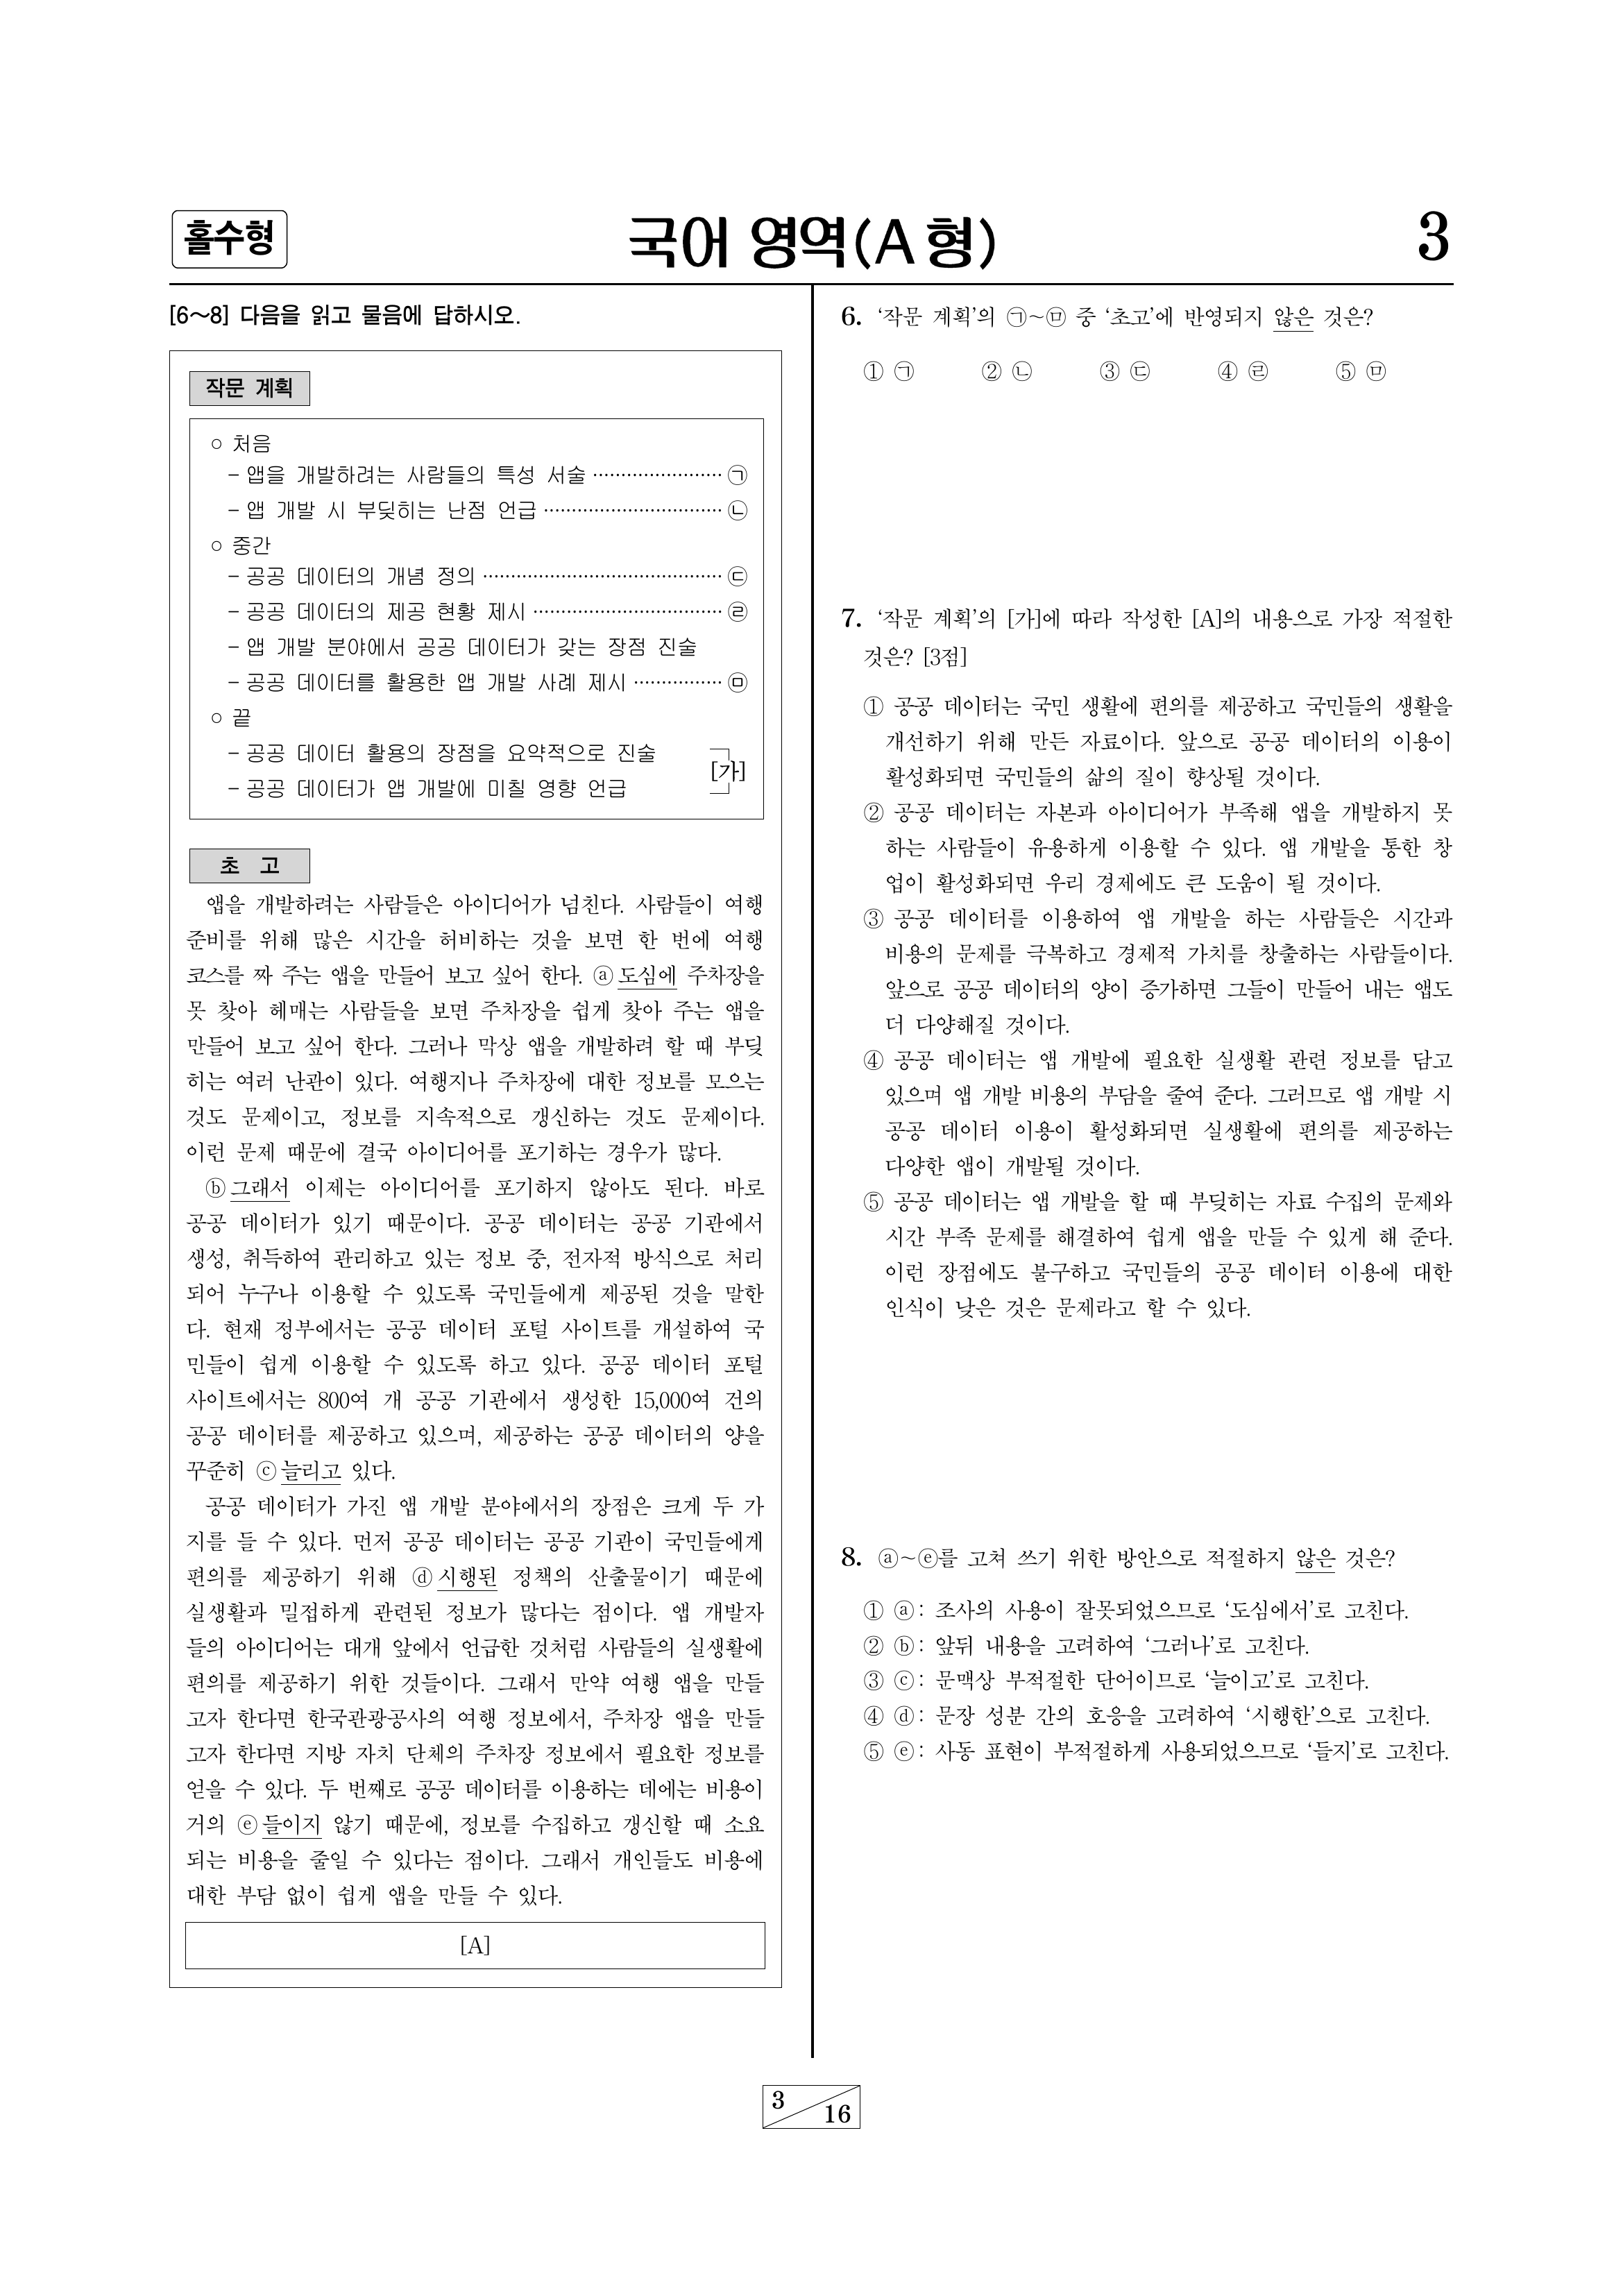 홀수형
국어 영역(A 형)
3
[6～8] 다음을 읽고 물음에 답하시오.
작문 계획
○ 처음
- 앱을 개발하려는 사람들의 특성 서술 ······················· ㉠
- 앱 개발 시 부딪히는 난점 언급 ································ ㉡
○ 중간
- 공공 데이터의 개념 정의 ··········································· ㉢
- 공공 데이터의 제공 현황 제시 ·································· ㉣
- 앱 개발 분야에서 공공 데이터가 갖는 장점 진술
- 공공 데이터를 활용한 앱 개발 사례 제시 ················ ㉤
○ 끝
- 공공 데이터 활용의 장점을 요약적으로 진술
- 공공 데이터가 앱 개발에 미칠 영향 언급
[가]
초 고
앱을 개발하려는 사람들은 아이디어가 넘친다. 사람들이 여행
준비를 위해 많은 시간을 허비하는 것을 보면 한 번에 여행
코스를 짜 주는 앱을 만들어 보고 싶어 한다. ⓐ도심에 주차장을
못 찾아 헤매는 사람들을 보면 주차장을 쉽게 찾아 주는 앱을
만들어 보고 싶어 한다. 그러나 막상 앱을 개발하려 할 때 부딪
히는 여러 난관이 있다. 여행지나 주차장에 대한 정보를 모으는
것도 문제이고, 정보를 지속적으로 갱신하는 것도 문제이다.
이런 문제 때문에 결국 아이디어를 포기하는 경우가 많다.
ⓑ그래서 이제는 아이디어를 포기하지 않아도 된다. 바로
공공 데이터가 있기 때문이다. 공공 데이터는 공공 기관에서
생성, 취득하여 관리하고 있는 정보 중, 전자적 방식으로 처리
되어 누구나 이용할 수 있도록 국민들에게 제공된 것을 말한
다. 현재 정부에서는 공공 데이터 포털 사이트를 개설하여 국
민들이 쉽게 이용할 수 있도록 하고 있다. 공공 데이터 포털
사이트에서는 800여 개 공공 기관에서 생성한 15,000여 건의
공공 데이터를 제공하고 있으며, 제공하는 공공 데이터의 양을
꾸준히 ⓒ늘리고 있다.
공공 데이터가 가진 앱 개발 분야에서의 장점은 크게 두 가
지를 들 수 있다. 먼저 공공 데이터는 공공 기관이 국민들에게
편의를 제공하기 위해 ⓓ시행된 정책의 산출물이기 때문에
실생활과 밀접하게 관련된 정보가 많다는 점이다. 앱 개발자
들의 아이디어는 대개 앞에서 언급한 것처럼 사람들의 실생활에
편의를 제공하기 위한 것들이다. 그래서 만약 여행 앱을 만들
고자 한다면 한국관광공사의 여행 정보에서, 주차장 앱을 만들
고자 한다면 지방 자치 단체의 주차장 정보에서 필요한 정보를
얻을 수 있다. 두 번째로 공공 데이터를 이용하는 데에는 비용이
거의 ⓔ들이지 않기 때문에, 정보를 수집하고 갱신할 때 소요
되는 비용을 줄일 수 있다는 점이다. 그래서 개인들도 비용에
대한 부담 없이 쉽게 앱을 만들 수 있다.
[A]
6. ‘작문 계획’의 ㉠~㉤ 중 ‘초고’에 반영되지 않은 것은?
① ㉠ ② ㉡ ③ ㉢ ④ ㉣ ⑤ ㉤
7. ‘작문 계획’의 [가]에 따라 작성한 [A]의 내용으로 가장 적절한
것은? [3점]
① 공공 데이터는 국민 생활에 편의를 제공하고 국민들의 생활을
개선하기 위해 만든 자료이다. 앞으로 공공 데이터의 이용이
활성화되면 국민들의 삶의 질이 향상될 것이다.
② 공공 데이터는 자본과 아이디어가 부족해 앱을 개발하지 못
하는 사람들이 유용하게 이용할 수 있다. 앱 개발을 통한 창
업이 활성화되면 우리 경제에도 큰 도움이 될 것이다.
③ 공공 데이터를 이용하여 앱 개발을 하는 사람들은 시간과
비용의 문제를 극복하고 경제적 가치를 창출하는 사람들이다.
앞으로 공공 데이터의 양이 증가하면 그들이 만들어 내는 앱도
더 다양해질 것이다.
④ 공공 데이터는 앱 개발에 필요한 실생활 관련 정보를 담고
있으며 앱 개발 비용의 부담을 줄여 준다. 그러므로 앱 개발 시
공공 데이터 이용이 활성화되면 실생활에 편의를 제공하는
다양한 앱이 개발될 것이다.
⑤ 공공 데이터는 앱 개발을 할 때 부딪히는 자료 수집의 문제와
시간 부족 문제를 해결하여 쉽게 앱을 만들 수 있게 해 준다.
이런 장점에도 불구하고 국민들의 공공 데이터 이용에 대한
인식이 낮은 것은 문제라고 할 수 있다.
8. ⓐ~ⓔ를 고쳐 쓰기 위한 방안으로 적절하지 않은 것은?
① ⓐ: 조사의 사용이 잘못되었으므로 ‘도심에서’로 고친다.
② ⓑ: 앞뒤 내용을 고려하여 ‘그러나’로 고친다.
③ ⓒ: 문맥상 부적절한 단어이므로 ‘늘이고’로 고친다.
④ ⓓ: 문장 성분 간의 호응을 고려하여 ‘시행한’으로 고친다.
⑤ ⓔ: 사동 표현이 부적절하게 사용되었으므로 ‘들지’로 고친다.
3
16